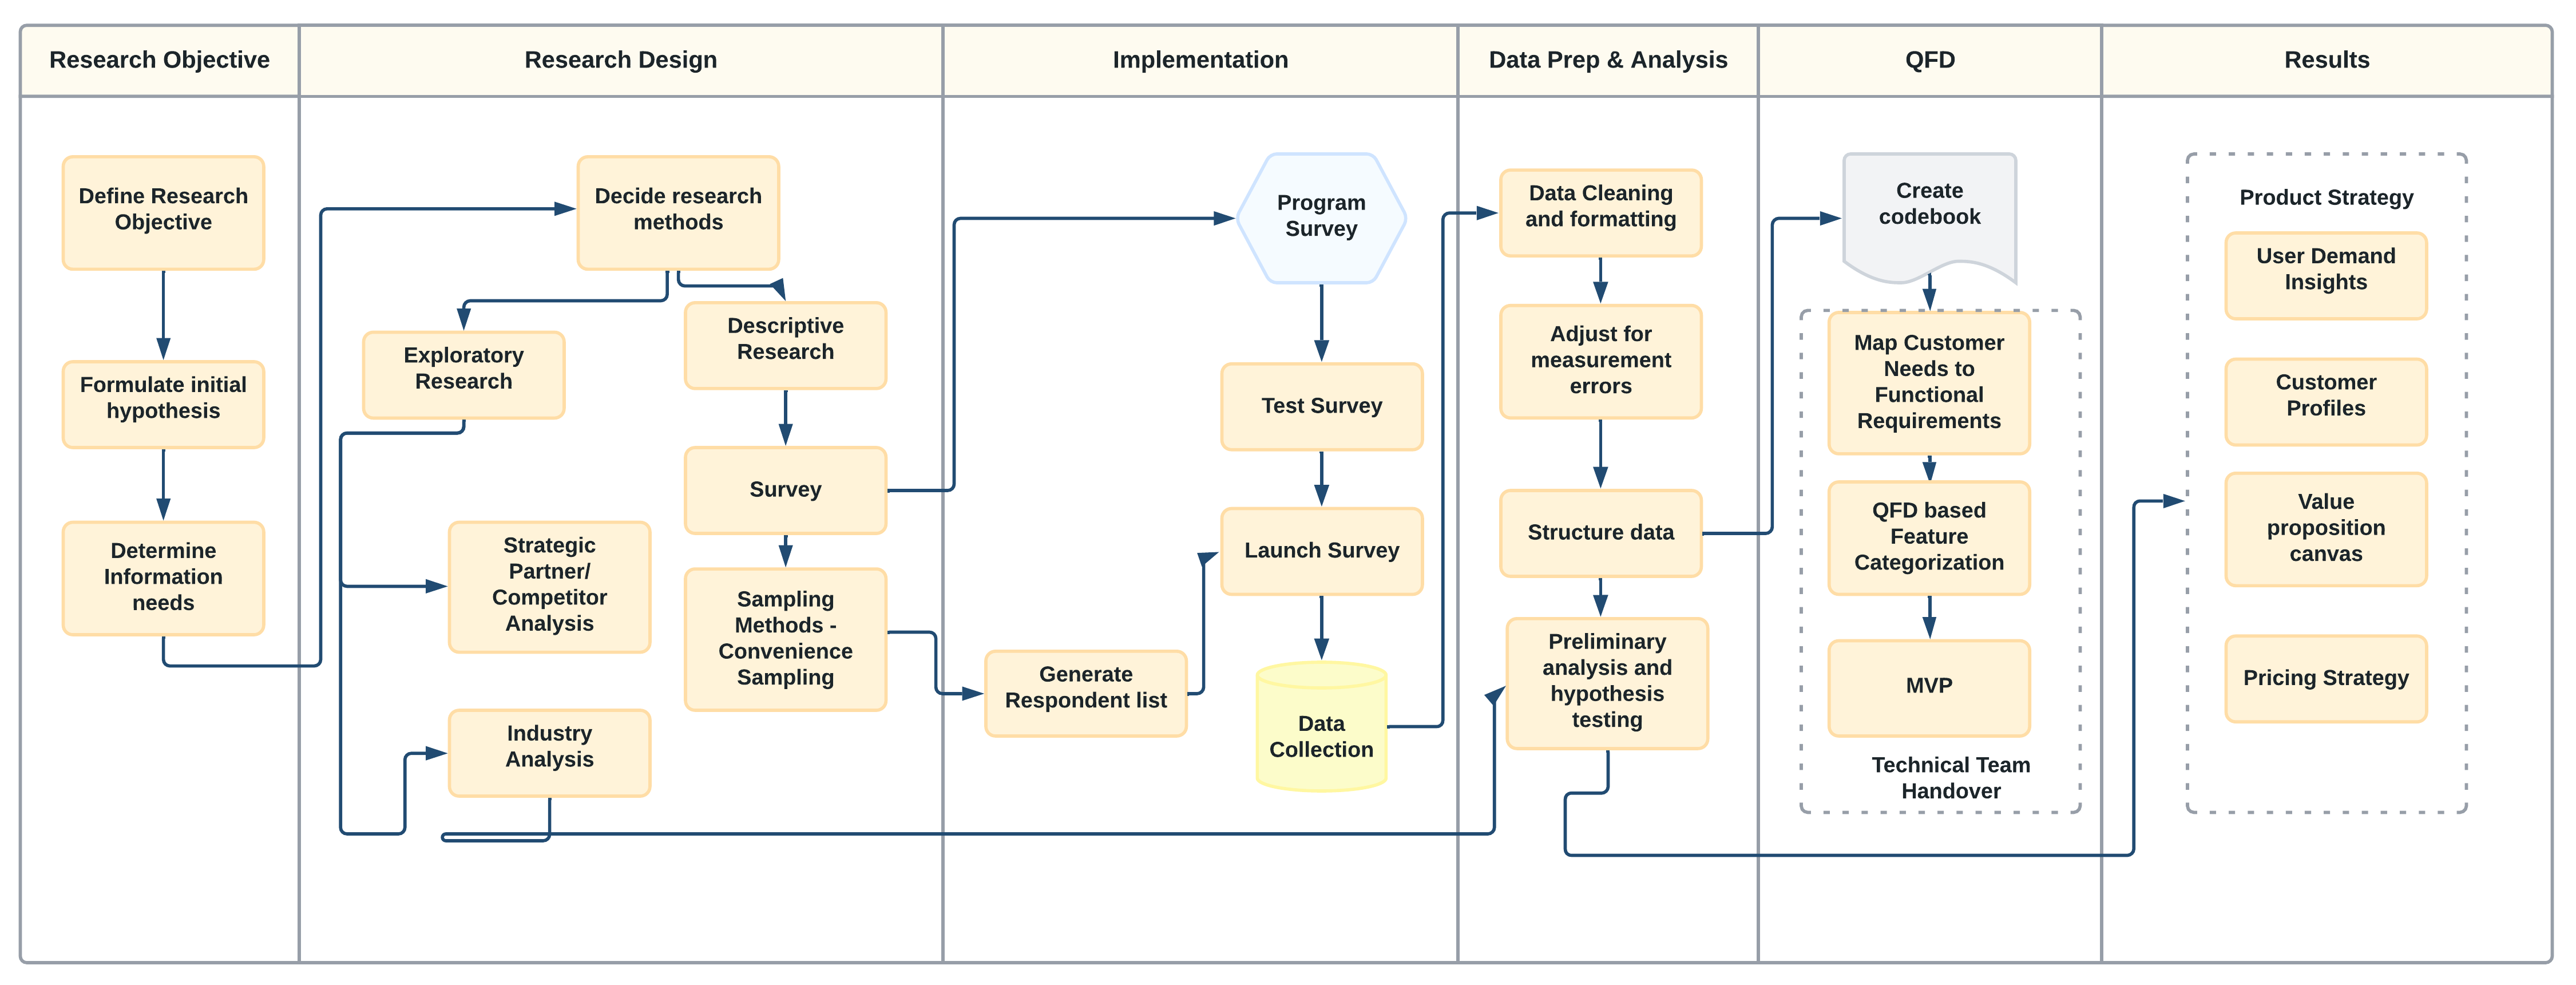 Research Objective
Research Design
Implementation
Data Prep & Analysis
QFD
Results
Define Research
Objective
Formulate initial
hypothesis
Determine
Information
needs
Decide research
methods
Exploratory
Research
Descriptive
Research
Survey
Strategic
Partner/
Competitor
Analysis
Sampling
Methods -
Convenience
Sampling
Industry
Analysis
Program
Survey
Test Survey
Launch Survey
Generate
Respondent list
Data
Collection
Data Cleaning
and formatting
Adjust for
measurement
errors
Structure data
Preliminary
analysis and
hypothesis
testing
Create
codebook
Map Customer
Needs to
Functional
Requirements
QFD based
Feature
Categorization
MVP
Technical Team
Handover
Product Strategy
User Demand
Insights
Customer
Profiles
Value
proposition
canvas
Pricing Strategy